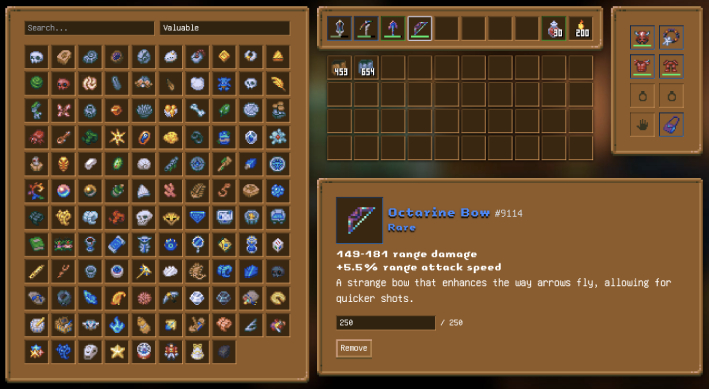 Search...
Valuable
30
200
453
654
Octarine Bow #9114
Rare
149-181 range damage
+5.5% range attack speed
A strange bow that enhances the way arrows fly, allowing for
quicker shots.
250 / 250
Remove